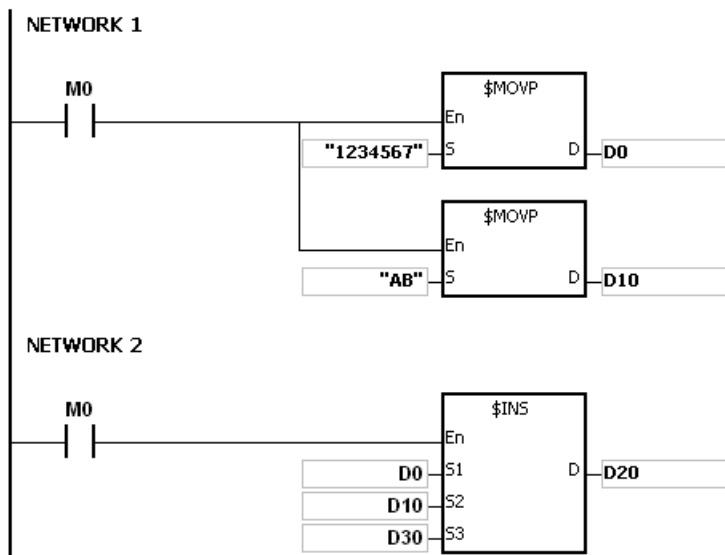 NETWORK 1
M0
$MOVP
En
"1234567" S D D0
$MOVP
En
"AB" S D D10
NETWORK 2
M0
$INS
En
D0 S1 D D20
D10 S2
D30 S3